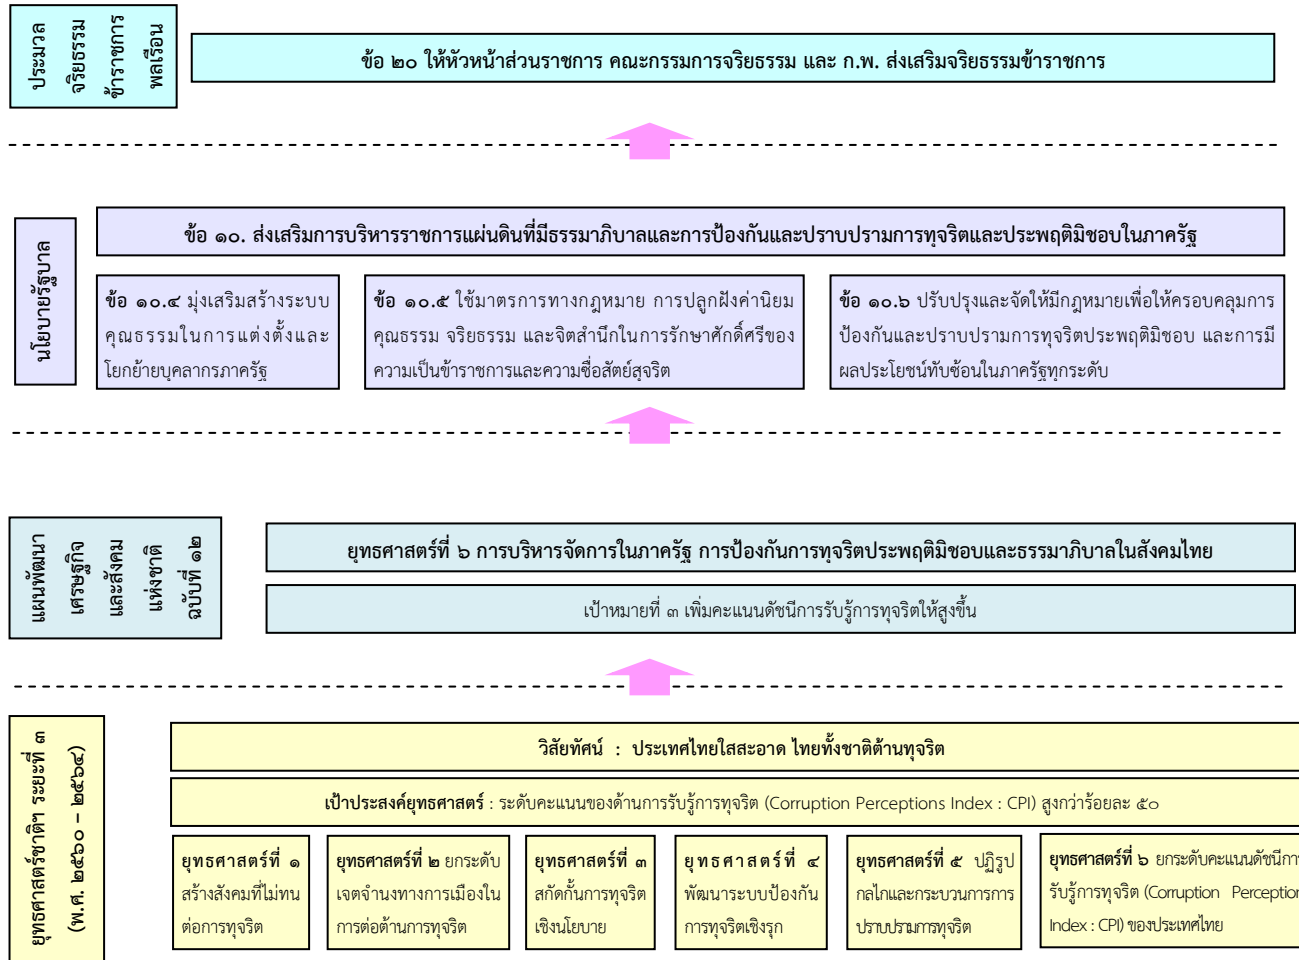 ประมวล
จริยธรรม
ข้าราชการ
พลเรือน
ข้อ ๒๐ ให้หัวหน้าส่วนราชการ คณะกรรมการจริยธรรม และ ก.พ. ส่งเสริมจริยธรรมข้าราชการ
นโยบายรัฐบาล
ข้อ ๑๐. ส่งเสริมการบริหารราชการแผ่นดินที่มีธรรมาภิบาลและการป้องกันและปราบปรามการทุจริตและประพฤติมิชอบในภาครัฐ
ข้อ ๑๐.๔ มุ่งเสริมสร้างระบบ
คุณธรรมในการแต่งตั้งและ
โยกย้ายบุคลากรภาครัฐ
ข้อ ๑๐.๕ ใช้มาตรการทางกฎหมาย การปลูกฝังค่านิยม
คุณธรรม จริยธรรม และจิตสำนึกในการรักษาศักดิ์ศรีของ
ความเป็นข้าราชการและความซื่อสัตย์สุจริต
ข้อ ๑๐.๖ ปรับปรุงและจัดให้มีกฎหมายเพื่อให้ครอบคลุมการ
ป้องกันและปราบปรามการทุจริตประพฤติมิชอบ และการมี
ผลประโยชน์ทับซ้อนในภาครัฐทุกระดับ
แผนพัฒนา
เศรษฐกิจ
และสังคม
แห่งชาติ
ฉบับที่ ๑๒
ยุทธศาสตร์ที่ ๖ การบริหารจัดการในภาครัฐ การป้องกันการทุจริตประพฤติมิชอบและธรรมาภิบาลในสังคมไทย
เป้าหมายที่ ๓ เพิ่มคะแนนดัชนีการรับรู้การทุจริตให้สูงขึ้น
ยุทธศาสตร์ชาติฯ ระยะที่ ๓
(พ.ศ. ๒๕๖๐ – ๒๕๖๔)
วิสัยทัศน์ : ประเทศไทยใสสะอาด ไทยทั้งชาติต้านทุจริต
เป้าประสงค์ยุทธศาสตร์ : ระดับคะแนนของด้านการรับรู้การทุจริต (Corruption Perceptions Index : CPI) สูงกว่าร้อยละ ๕๐
ยุทธศาสตร์ที่ ๑
สร้างสังคมที่ไม่ทน
ต่อการทุจริต
ยุทธศาสตร์ที่ ๒ ยกระดับ
เจตจำนงทางการเมืองใน
การต่อต้านการทุจริต
ยุทธศาสตร์ที่ ๓
สกัดกั้นการทุจริต
เชิงนโยบาย
ยุทธศาสตร์ที่ ๔
พัฒนาระบบป้องกัน
การทุจริตเชิงรุก
ยุทธศาสตร์ที่ ๕ ปฏิรูป
กลไกและกระบวนการการ
ปราบปรามการทุจริต
ยุทธศาสตร์ที่ ๖ ยกระดับคะแนนดัชนีการ
รับรู้การทุจริต (Corruption Perception
Index : CPI) ของประเทศไทย